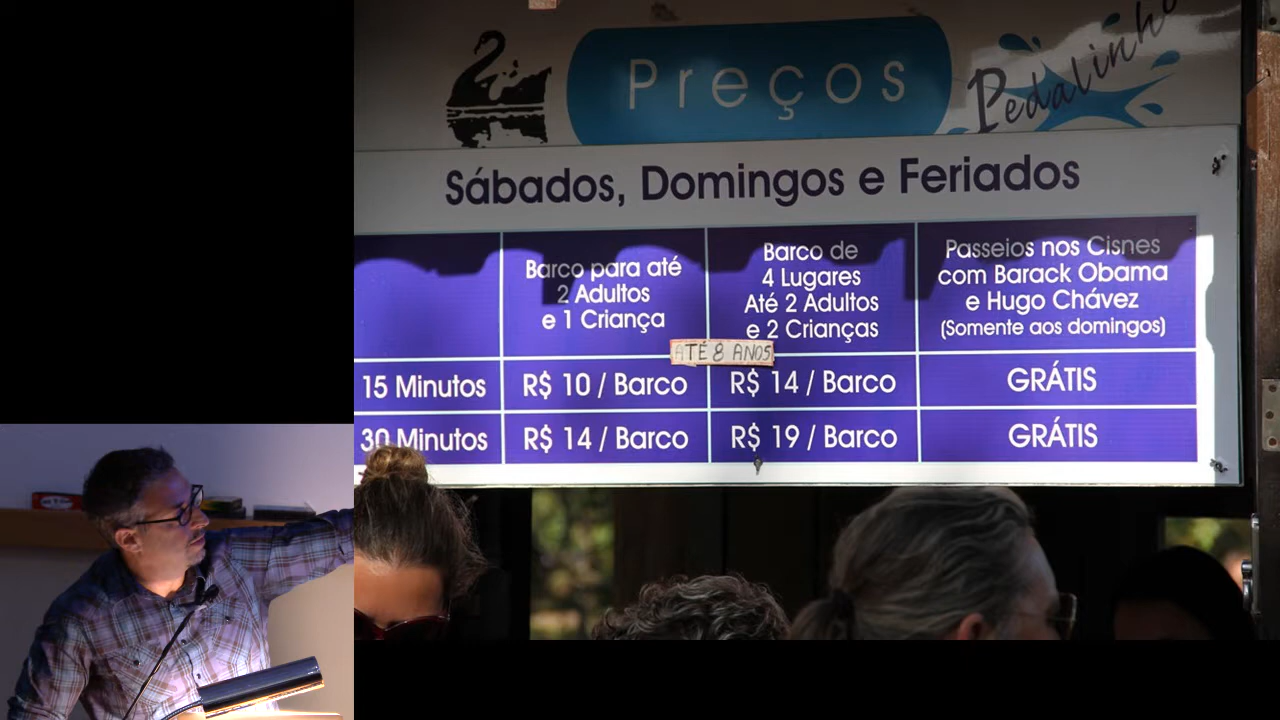 Preços
Pedalinho
Sábados, Domingos e Feriados
Barco para até
2 Adultos
e 1 Criança
Barco de
4 Lugares
Até 2 Adultos
e 2 Crianças
Passeios nos Cisnes
com Barack Obama
e Hugo Chávez
(Somente aos domingos)
ATÉ 8 ANOS
15 Minutos
R$ 10 / Barco
R$ 14 / Barco
GRÁTIS
30 Minutos
R$ 14 / Barco
R$ 19 / Barco
GRÁTIS